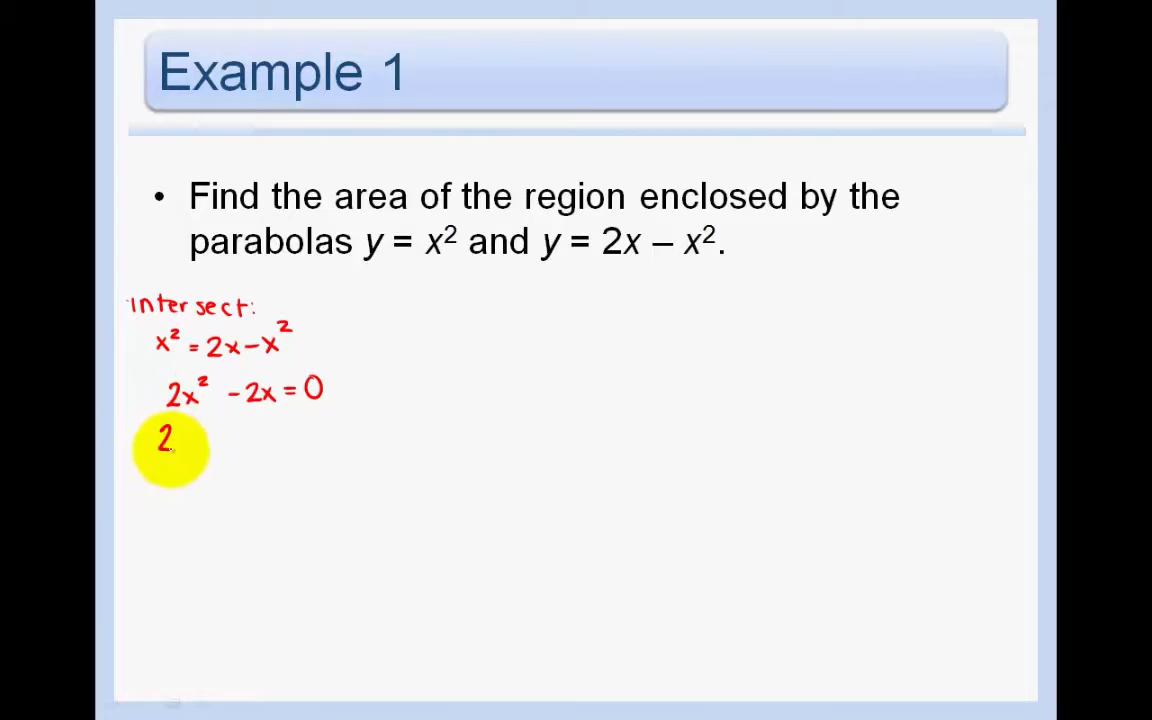 Example 1
• Find the area of the region enclosed by the
parabolas y = x² and y = 2x – x².
intersect:
x² = 2x - x²
2x² - 2x = 0
2